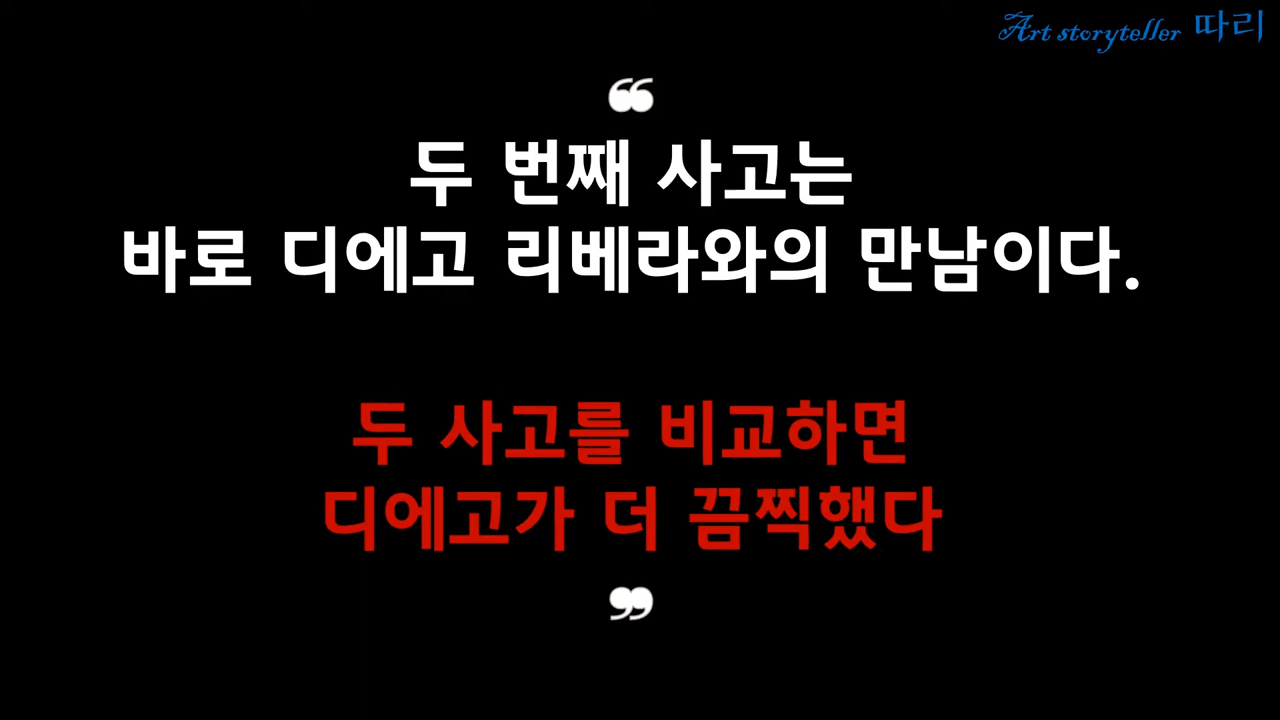 Art storyteller 따리
❝
두 번째 사고는
바로 디에고 리베라와의 만남이다.
두 사고를 비교하면
디에고가 더 끔찍했다
❞